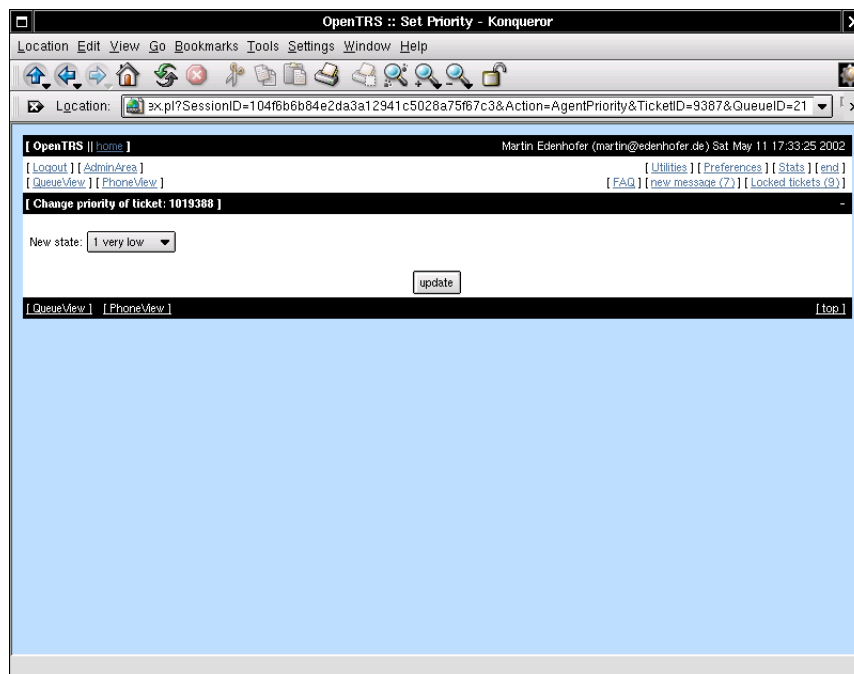 OpenTRS :: Set Priority - Konqueror
Location Edit View Go Bookmarks Tools Settings Window Help
Location: ex.pl?SessionID=104f6b6b84e2da3a12941c5028a75f67c3&Action=AgentPriority&TicketID=9387&QueueID=21
[ OpenTRS || home ] Martin Edenhofer (martin@edenhofer.de) Sat May 11 17:33:25 2002
[ Logout ] [ AdminArea ] [ Utilities ] [ Preferences ] [ Stats ] [ end ]
[ QueueView ] [ PhoneView ] [ FAQ ] [ new message (7) ] [ Locked tickets (9) ]
[ Change priority of ticket: 1019388 ] -
New state: 1 very low
update
[ QueueView ] [ PhoneView ] [ top ]